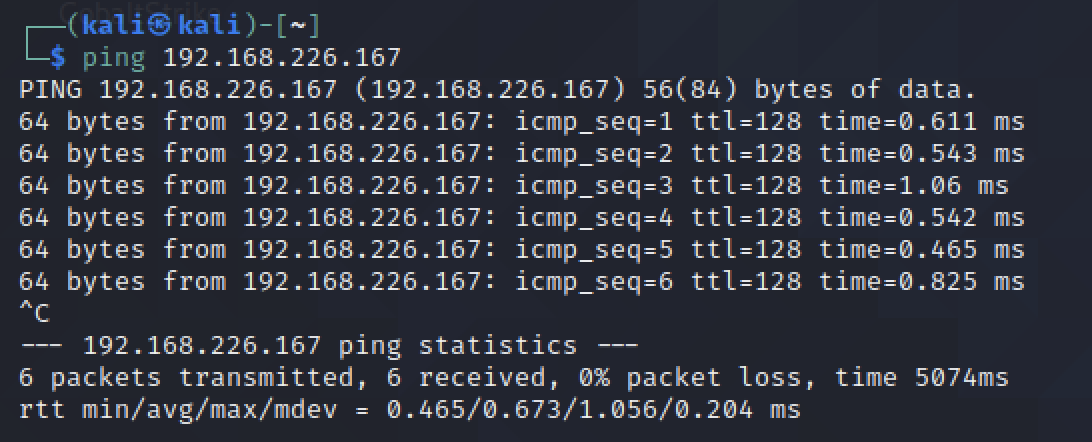 CobaltStrike
┌──(kali㉿kali)-[~]
└─$ ping 192.168.226.167
PING 192.168.226.167 (192.168.226.167) 56(84) bytes of data.
64 bytes from 192.168.226.167: icmp_seq=1 ttl=128 time=0.611 ms
64 bytes from 192.168.226.167: icmp_seq=2 ttl=128 time=0.543 ms
64 bytes from 192.168.226.167: icmp_seq=3 ttl=128 time=1.06 ms
64 bytes from 192.168.226.167: icmp_seq=4 ttl=128 time=0.542 ms
64 bytes from 192.168.226.167: icmp_seq=5 ttl=128 time=0.465 ms
64 bytes from 192.168.226.167: icmp_seq=6 ttl=128 time=0.825 ms
^C
--- 192.168.226.167 ping statistics ---
6 packets transmitted, 6 received, 0% packet loss, time 5074ms
rtt min/avg/max/mdev = 0.465/0.673/1.056/0.204 ms